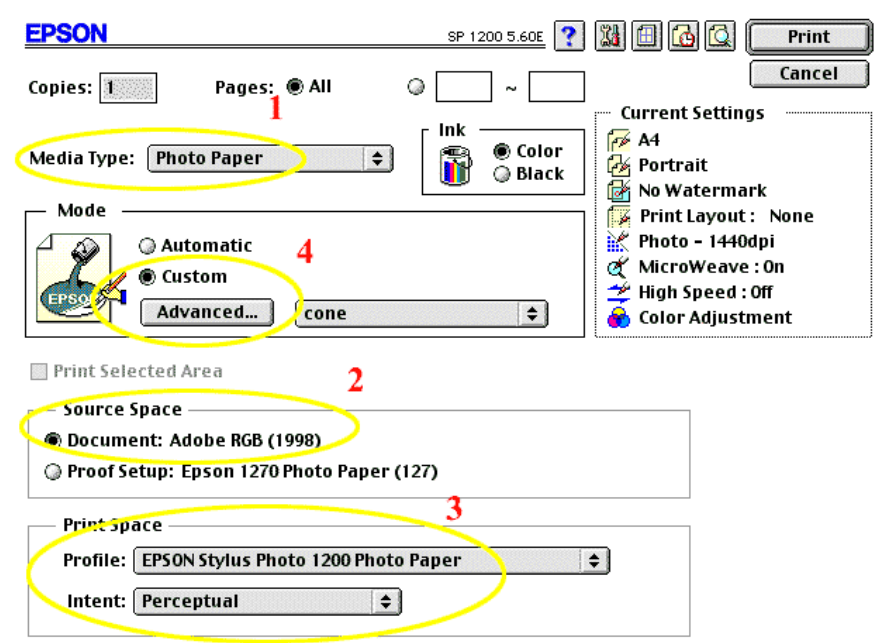 EPSON SP 1200 5.60E ? Print
Cancel
Copies: 1 Pages: All ~
1
Media Type: Photo Paper
Ink
Color
Black
Current Settings
A4
Portrait
No Watermark
Print Layout : None
Photo - 1440dpi
MicroWeave : On
High Speed : Off
Color Adjustment
Mode
EPSO
Automatic
4
Custom
Advanced... cone
Print Selected Area
2
Source Space
Document: Adobe RGB (1998)
Proof Setup: Epson 1270 Photo Paper (127)
3
Print Space
Profile: EPSON Stylus Photo 1200 Photo Paper
Intent: Perceptual